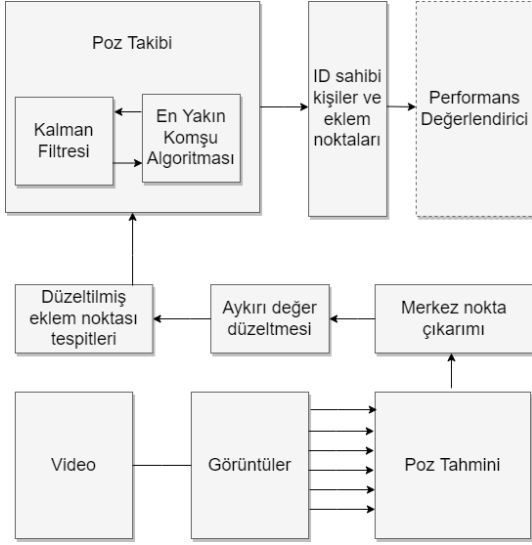 Poz Takibi
Kalman
Filtresi
En Yakın
Komşu
Algoritması
ID sahibi
kişiler ve
eklem
noktaları
Performans
Değerlendirici
Düzeltilmiş
eklem noktası
tespitleri
Aykırı değer
düzeltmesi
Merkez nokta
çıkarımı
Video
Görüntüler
Poz Tahmini